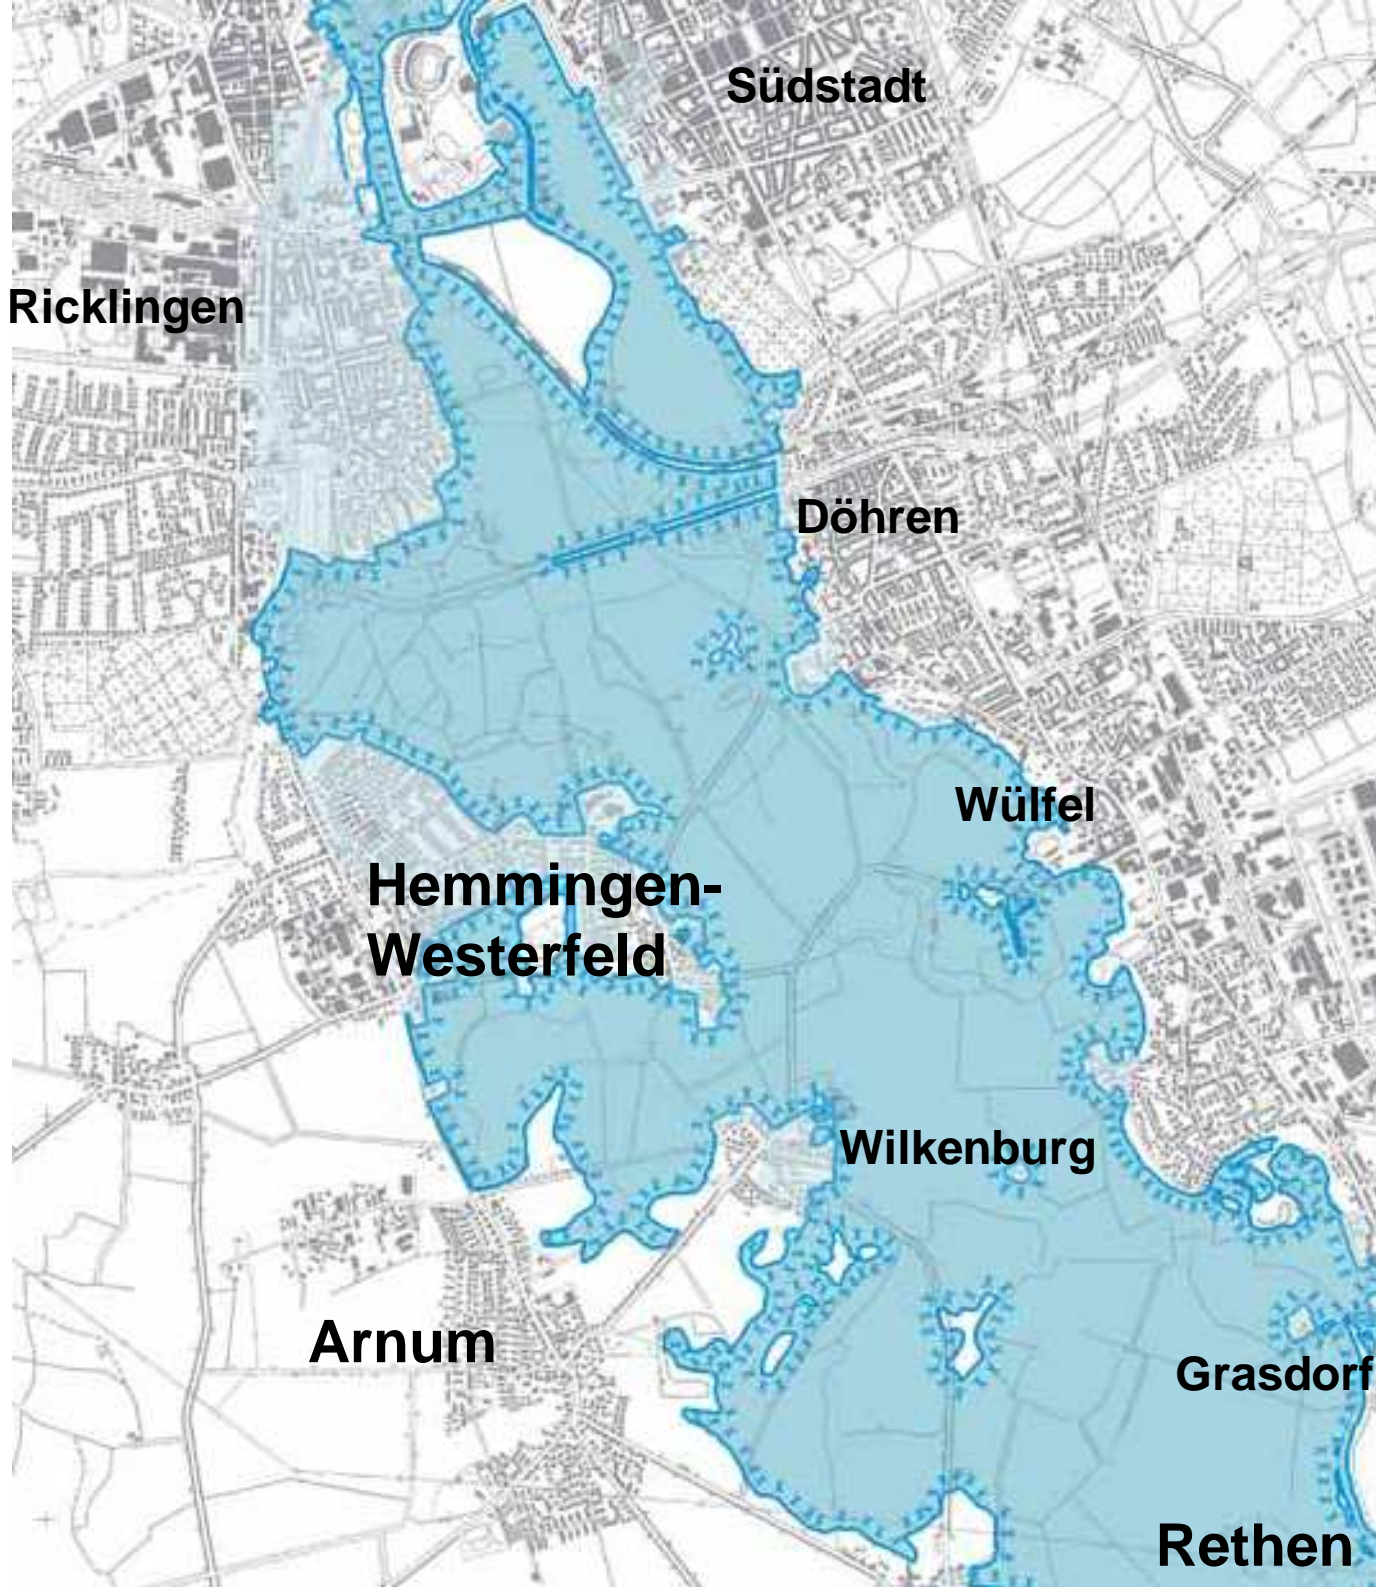 Südstadt
Ricklingen
Döhren
Wülfel
Hemmingen-
Westerfeld
Wilkenburg
Arnum
Grasdorf
Rethen